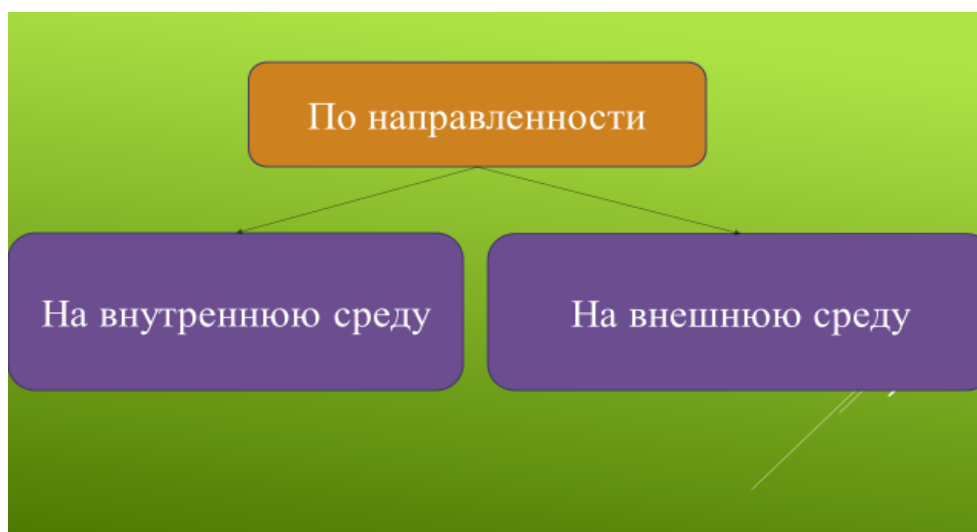 По направленности
На внутреннюю среду
На внешнюю среду